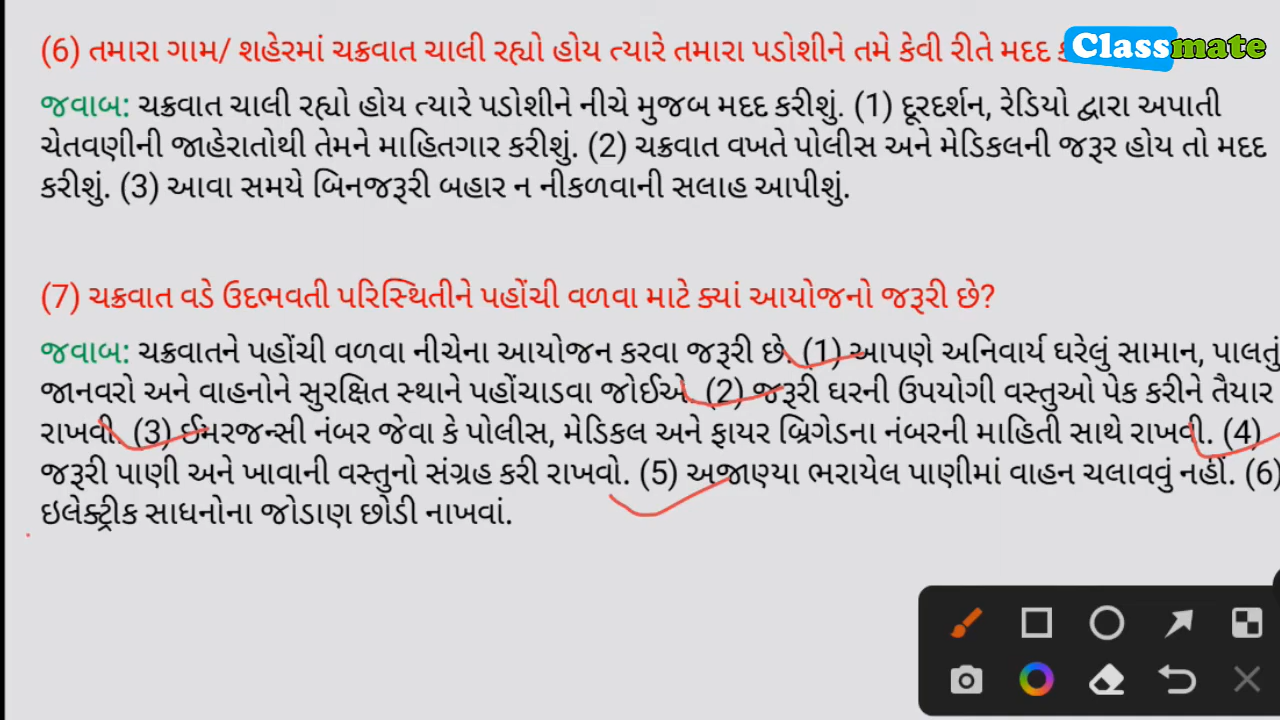 Classmate
(6) તમારા ગામ/ શહેરમાં ચક્રવાત ચાલી રહ્યો હોય ત્યારે તમારા પડોશીને તમે કેવી રીતે મદદ
જવાબ: ચક્રવાત ચાલી રહ્યો હોય ત્યારે પડોશીને નીચે મુજબ મદદ કરીશું. (1) દૂરદર્શન, રેડિયો દ્વારા અપાતી
ચેતવણીની જાહેરાતોથી તેમને માહિતગાર કરીશું. (2) ચક્રવાત વખતે પોલીસ અને મેડિકલની જરૂર હોય તો મદદ
કરીશું. (3) આવા સમયે બિનજરૂરી બહાર ન નીકળવાની સલાહ આપીશું.
(7) ચક્રવાત વડે ઉદભવતી પરિસ્થિતીને પહોંચી વળવા માટે ક્યાં આયોજનો જરૂરી છે?
જવાબ: ચક્રવાતને પહોંચી વળવા નીચેના આયોજન કરવા જરૂરી છે. (1) આપણે અનિવાર્ય ઘરેલું સામાન, પાલતું
જાનવરો અને વાહનોને સુરક્ષિત સ્થાને પહોંચાડવા જોઈએ. (2) જરૂરી ઘરની ઉપયોગી વસ્તુઓ પેક કરીને તૈયાર
રાખવી. (3) ઈમરજન્સી નંબર જેવા કે પોલીસ, મેડિકલ અને ફાયર બ્રિગેડના નંબરની માહિતી સાથે રાખવી. (4)
જરૂરી પાણી અને ખાવાની વસ્તુનો સંગ્રહ કરી રાખવો. (5) અજાણ્યા ભરાયેલ પાણીમાં વાહન ચલાવવું નહીં. (6)
ઇલેક્ટ્રીક સાધનોના જોડાણ છોડી નાખવાં.